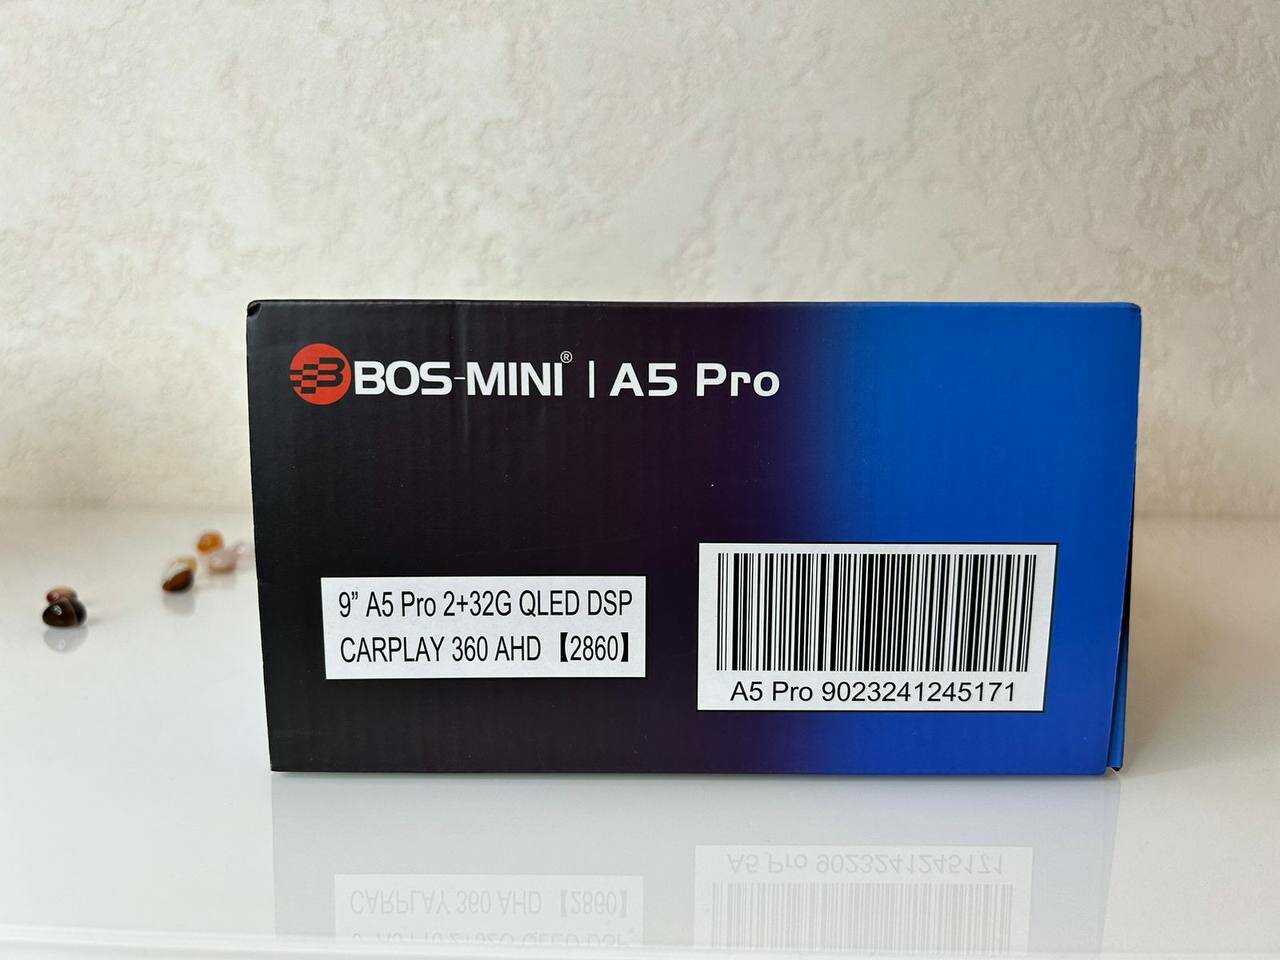 BOS-MINI® | A5 Pro
9” A5 Pro 2+32G QLED DSP
CARPLAY 360 AHD 【2860】
A5 Pro 9023241245171